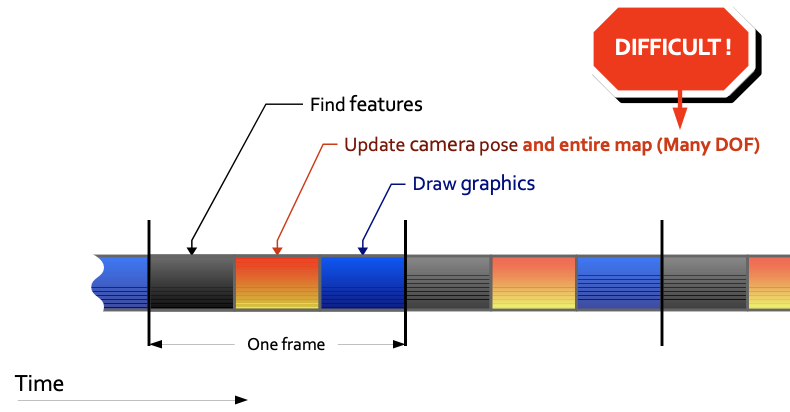 DIFFICULT !
Find features
Update camera pose and entire map (Many DOF)
Draw graphics
One frame
Time